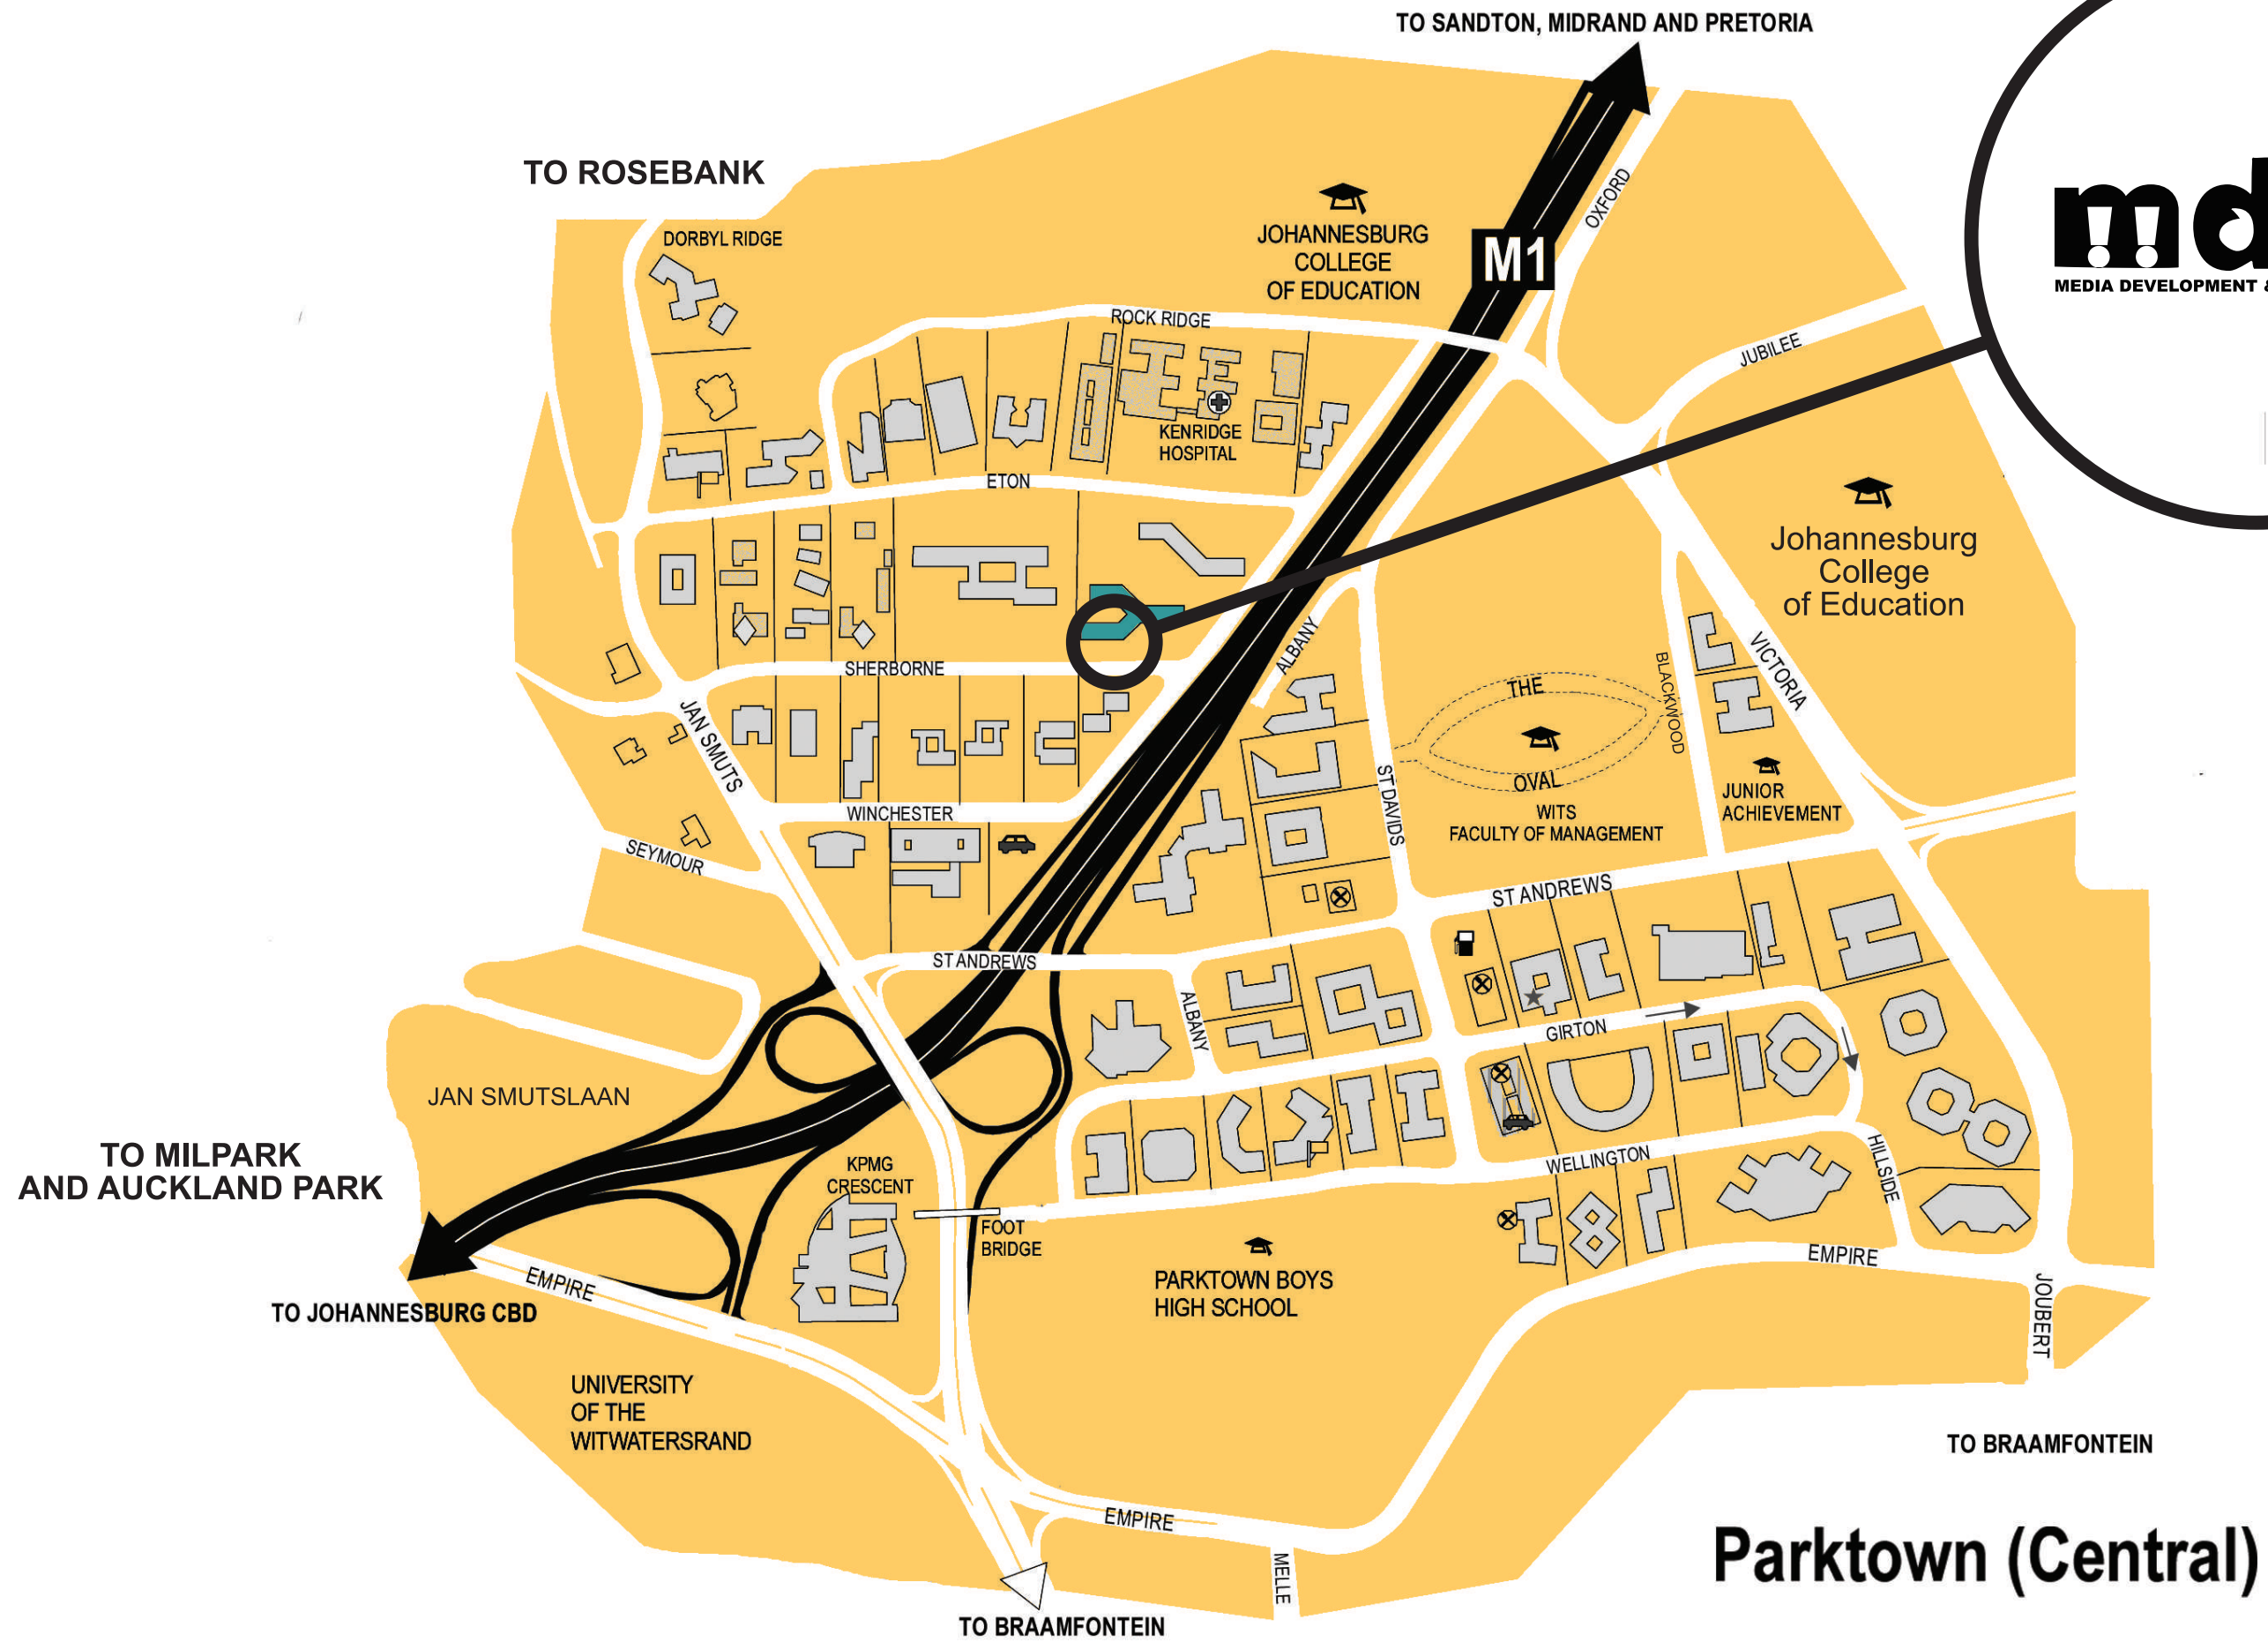 TO SANDTON, MIDRAND AND PRETORIA
TO ROSEBANK
DORBYL RIDGE
JOHANNESBURG
COLLEGE
OF EDUCATION
M1
OXFORD
MEDIA DEVELOPMENT &
ROCK RIDGE
JUBILEE
KENRIDGE
HOSPITAL
ETON
Johannesburg
College
of Education
SHERBORNE
ALBANY
THE
OVAL
BLACKWOOD
VICTORIA
JAN SMUTS
ST DAVIDS
WITS
FACULTY OF MANAGEMENT
JUNIOR
ACHIEVEMENT
WINCHESTER
SEYMOUR
ST ANDREWS
ST ANDREWS
ALBANY
GIRTON
JAN SMUTSLAAN
TO MILPARK
AND AUCKLAND PARK
KPMG
CRESCENT
WELLINGTON
HILLSIDE
FOOT
BRIDGE
PARKTOWN BOYS
HIGH SCHOOL
EMPIRE
EMPIRE
TO JOHANNESBURG CBD
JOUBERT
UNIVERSITY
OF THE
WITWATERSRAND
TO BRAAMFONTEIN
EMPIRE
MELLE
Parktown (Central)
TO BRAAMFONTEIN